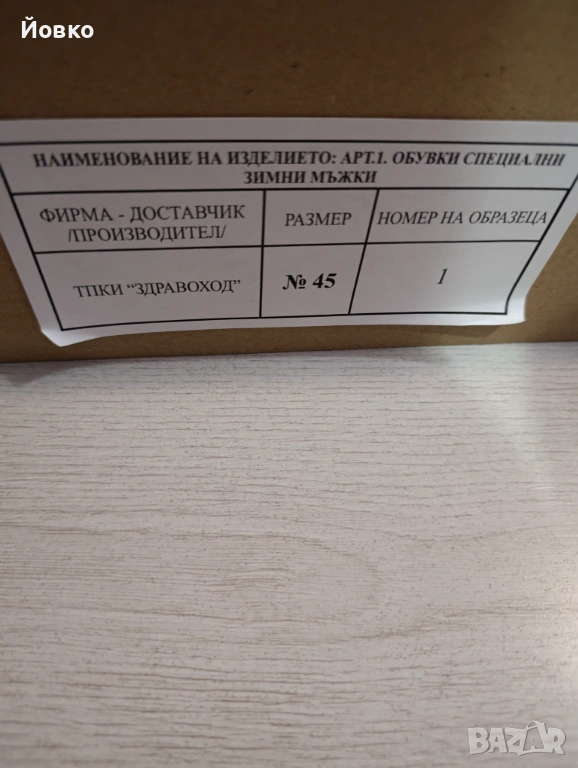 Йовко
НАИМЕНОВАНИЕ НА ИЗДЕЛИЕТО: АРТ.1. ОБУВКИ СПЕЦИАЛНИ
ЗИМНИ МЪЖКИ
ФИРМА - ДОСТАВЧИК
/ПРОИЗВОДИТЕЛ/
РАЗМЕР
НОМЕР НА ОБРАЗЕЦА
ТПКИ “ЗДРАВОХОД”
№ 45
1
BAZAR